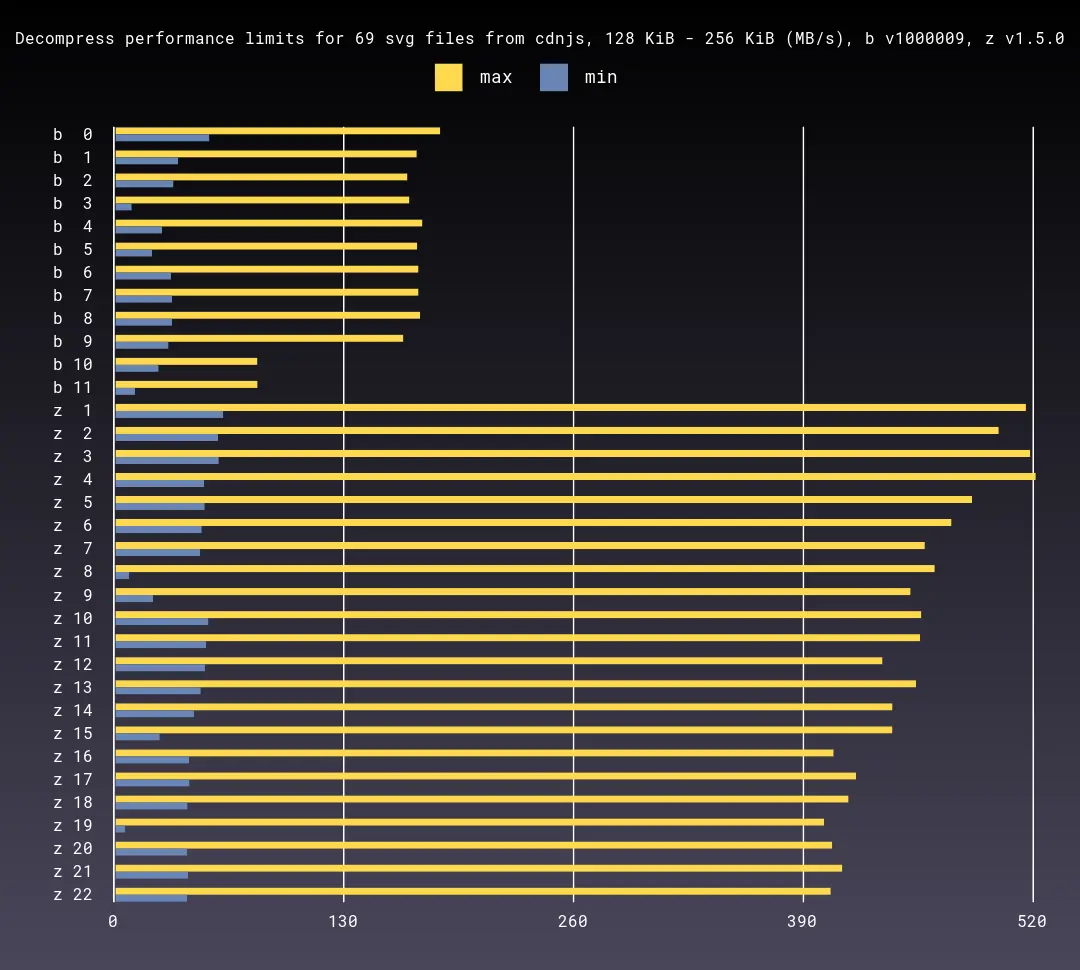 Decompress performance limits for 69 svg files from cdnjs, 128 KiB - 256 KiB (MB/s), b v1000009, z v1.5.0
max min
b 0
b 1
b 2
b 3
b 4
b 5
b 6
b 7
b 8
b 9
b 10
b 11
z 1
z 2
z 3
z 4
z 5
z 6
z 7
z 8
z 9
z 10
z 11
z 12
z 13
z 14
z 15
z 16
z 17
z 18
z 19
z 20
z 21
z 22
0 130 260 390 520